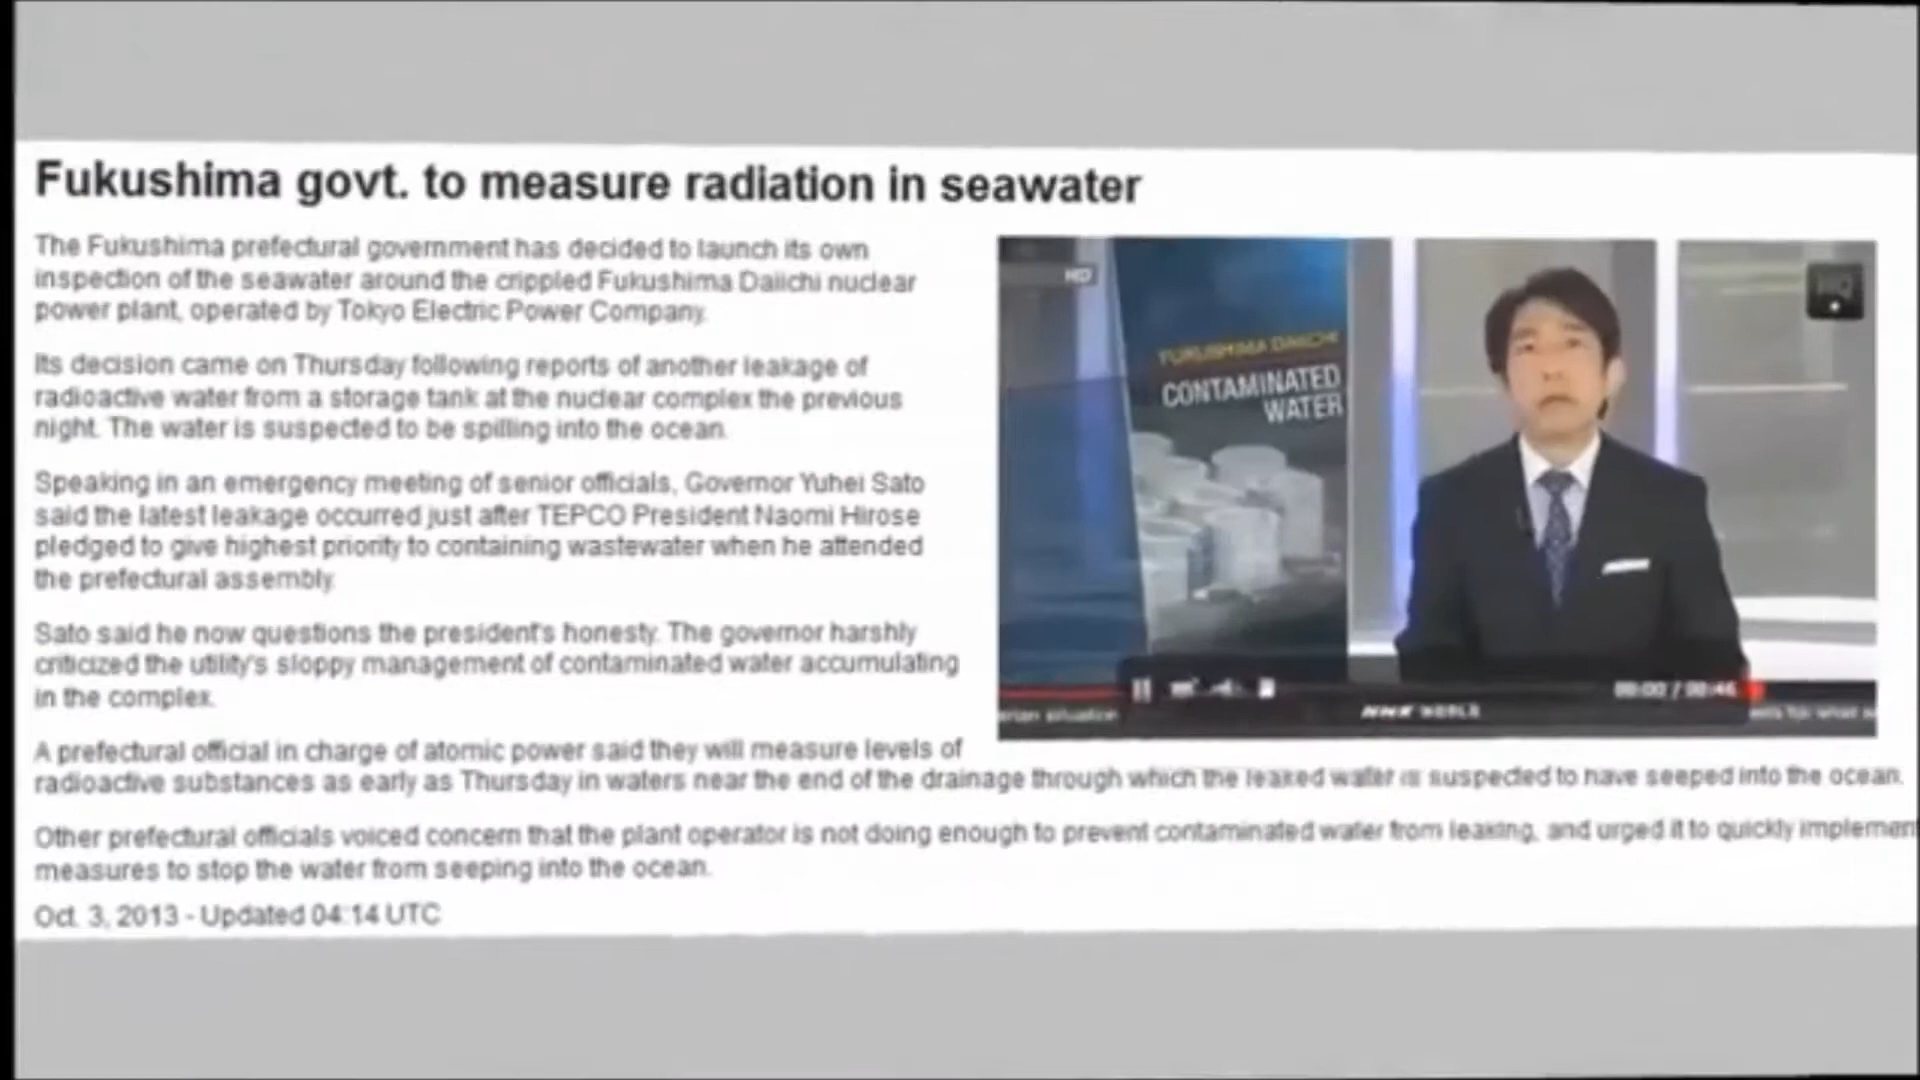 Fukushima govt. to measure radiation in seawater
The Fukushima prefectural government has decided to launch its own
inspection of the seawater around the crippled Fukushima Daiichi nuclear
power plant, operated by Tokyo Electric Power Company.
Its decision came on Thursday following reports of another leakage of
radioactive water from a storage tank at the nuclear complex the previous
night. The water is suspected to be spilling into the ocean.
Speaking in an emergency meeting of senior officials, Governor Yuhei Sato
said the latest leakage occurred just after TEPCO President Naomi Hirose
pledged to give highest priority to containing wastewater when he attended
the prefectural assembly.
Sato said he now questions the president's honesty. The governor harshly
criticized the utility's sloppy management of contaminated water accumulating
in the complex.
A prefectural official in charge of atomic power said they will measure levels of
radioactive substances as early as Thursday in waters near the end of the drainage through which the leaked water is suspected to have seeped into the ocean.
Other prefectural officials voiced concern that the plant operator is not doing enough to prevent contaminated water from leaking, and urged it to quickly implement
measures to stop the water from seeping into the ocean.
Oct. 3, 2013 - Updated 04:14 UTC
HD
HQ
FUKUSHIMA DAIICHI
CONTAMINATED
WATER
00:00 / 00:46
NHK WORLD
situation